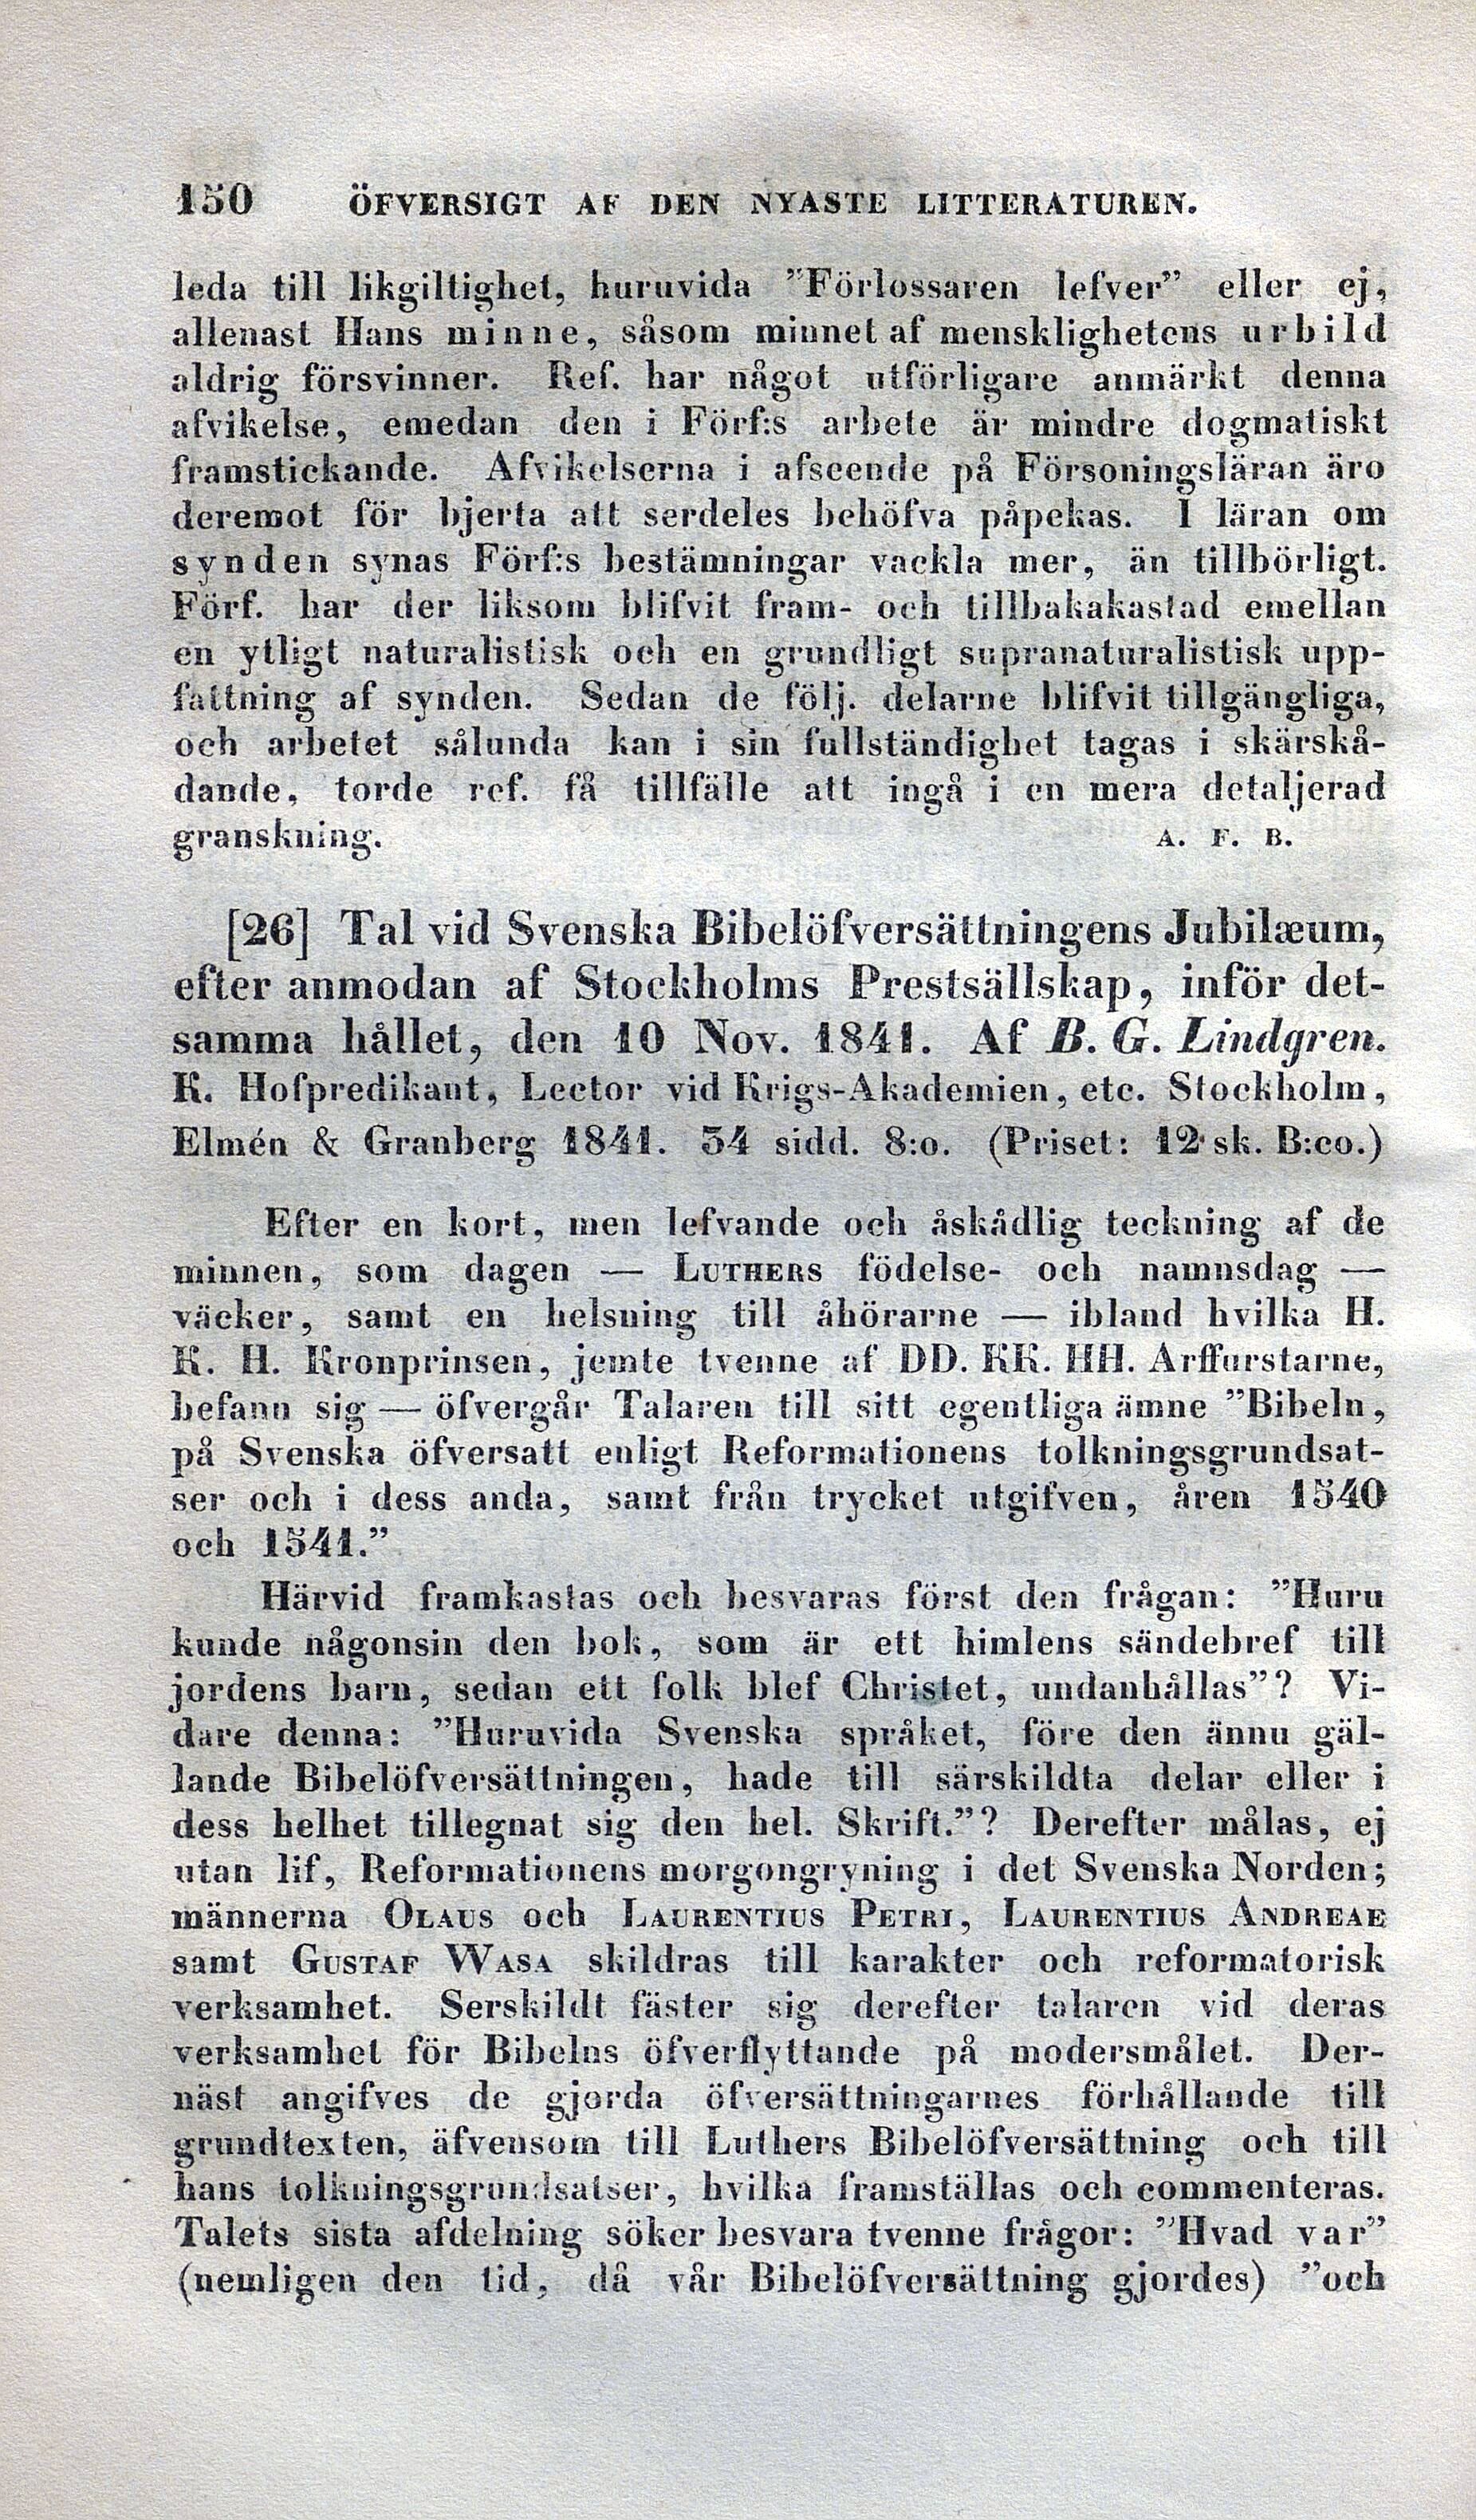 150 ÖFVERSIGT AF DEN NYASTE LITTERATUREN.
leda till likgiltighet, huruvida ”Förlossaren lefver” eller ej,
allenast Hans minne, såsom minnet af mensklighetens urbild
aldrig försvinner. Ref. har något utförligare anmärkt denna
afvikelse, emedan den i Förf:s arbete är mindre dogmatiskt
framstickande. Afvikelserna i afseende på Försoningsläran äro
deremot för bjerta att serdeles behöfva påpekas. I läran om
synden synas Förf:s bestämningar vackla mer, än tillbörligt.
Förf. har der liksom blifvit fram- och tillbakakastad emellan
en ytligt naturalistisk och en grundligt supranaturalistisk upp-
fattning af synden. Sedan de följ. delarne blifvit tillgängliga,
och arbetet sålunda kan i sin fullständighet tagas i skärskå-
dande, torde ref. få tillfälle att ingå i en mera detaljerad
granskning. A. F. B.
[26] Tal vid Svenska Bibelöfversättningens Jubilæum,
efter anmodan af Stockholms Prestsällskap, inför det-
samma hållet, den 10 Nov. 1841. Af B. G. Lindgren.
K. Hofpredikant, Lector vid Krigs-Akademien, etc. Stockholm,
Elmén & Granberg 1841. 34 sidd. 8:o. (Priset: 12 sk. B:co.)
Efter en kort, men lefvande och åskådlig teckning af de
minnen, som dagen — LUTHERS födelse- och namnsdag —
väcker, samt en helsning till åhörarne — ibland hvilka H.
K. H. Kronprinsen, jemte tvenne af DD. KK. HH. Arffurstarne,
befann sig — öfvergår Talaren till sitt egentliga ämne ”Bibeln,
på Svenska öfversatt enligt Reformationens tolkningsgrundsat-
ser och i dess anda, samt från trycket utgifven, åren 1540
och 1541.”
Härvid framkastas och besvaras först den frågan: ”Huru
kunde någonsin den bok, som är ett himlens sändebref till
jordens barn, sedan ett folk blef Christet, undanhållas”? Vi-
dare denna: ”Huruvida Svenska språket, före den ännu gäl-
lande Bibelöfversättningen, hade till särskildta delar eller i
dess helhet tillegnat sig den hel. Skrift.”? Derefter målas, ej
utan lif, Reformationens morgongryning i det Svenska Norden;
männerna OLAUS och LAURENTIUS PETRI, LAURENTIUS ANDREAE
samt GUSTAF WASA skildras till karakter och reformatorisk
verksamhet. Serskildt fäster sig derefter talaren vid deras
verksamhet för Bibelns öfverflyttande på modersmålet. Der-
näst angifves de gjorda öfversättningarnes förhållande till
grundtexten, äfvensom till Luthers Bibelöfversättning och till
hans tolkningsgrundsatser, hvilka framställas och commenteras.
Talets sista afdelning söker besvara tvenne frågor: ”Hvad var”
(nemligen den tid, då vår Bibelöfversättning gjordes) ”och